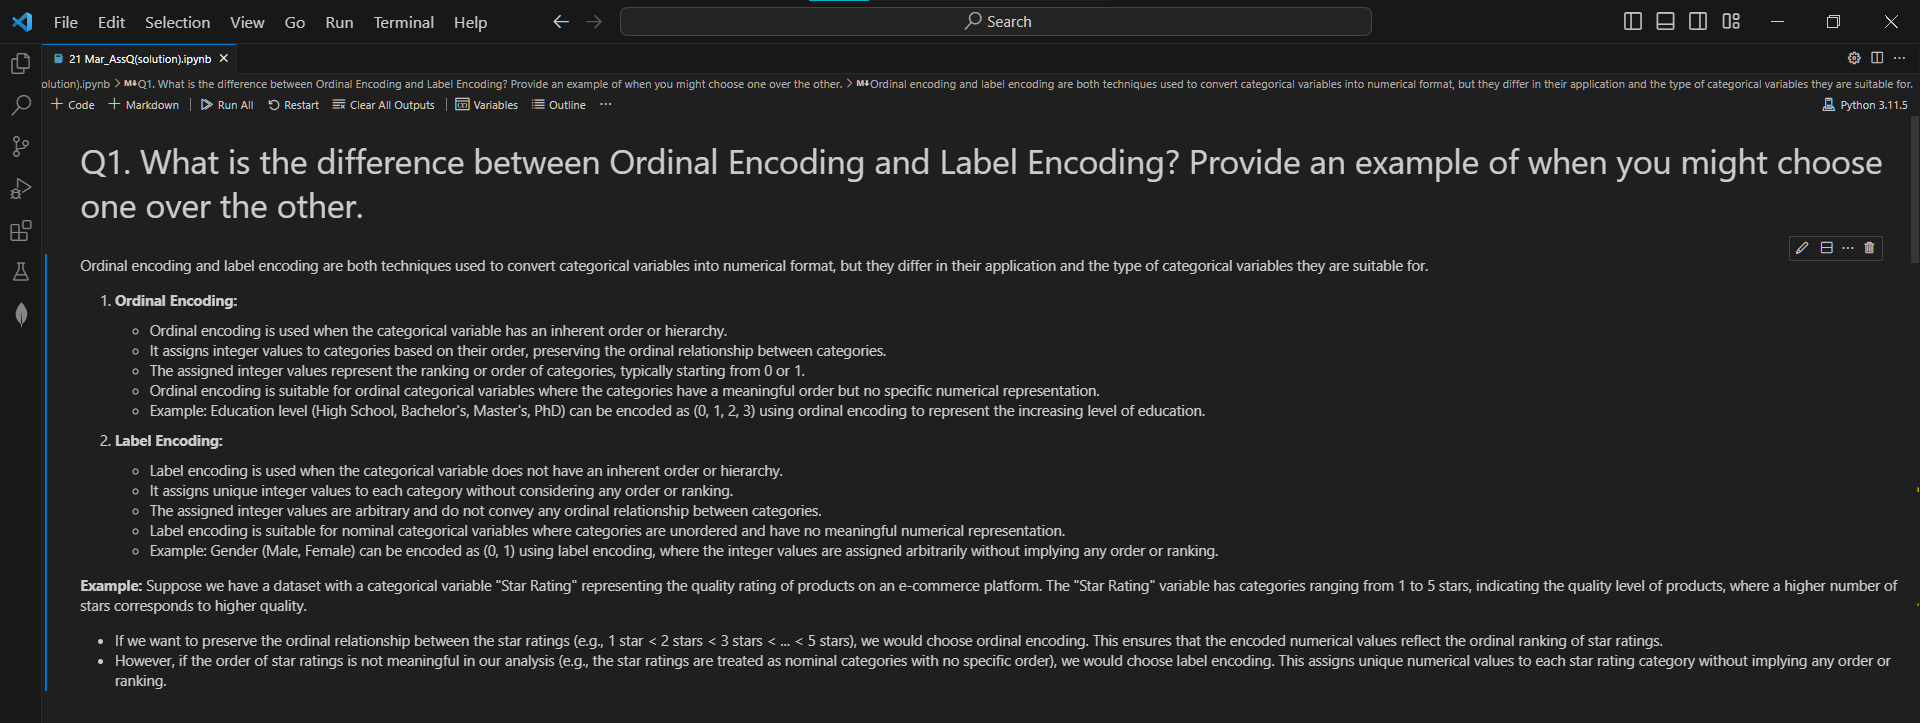 File Edit Selection View Go Run Terminal Help
Search
21 Mar_AssQ(solution).ipynb
olution).ipynb > M↓Q1. What is the difference between Ordinal Encoding and Label Encoding? Provide an example of when you might choose one over the other. > M↓Ordinal encoding and label encoding are both techniques used to convert categorical variables into numerical format, but they differ in their application and the type of categorical variables they are suitable for.
+ Code + Markdown | Run All Restart Clear All Outputs | Variables Outline ...
Python 3.11.5
Q1. What is the difference between Ordinal Encoding and Label Encoding? Provide an example of when you might choose
one over the other.
Ordinal encoding and label encoding are both techniques used to convert categorical variables into numerical format, but they differ in their application and the type of categorical variables they are suitable for.
1. Ordinal Encoding:
◦ Ordinal encoding is used when the categorical variable has an inherent order or hierarchy.
◦ It assigns integer values to categories based on their order, preserving the ordinal relationship between categories.
◦ The assigned integer values represent the ranking or order of categories, typically starting from 0 or 1.
◦ Ordinal encoding is suitable for ordinal categorical variables where the categories have a meaningful order but no specific numerical representation.
◦ Example: Education level (High School, Bachelor's, Master's, PhD) can be encoded as (0, 1, 2, 3) using ordinal encoding to represent the increasing level of education.
2. Label Encoding:
◦ Label encoding is used when the categorical variable does not have an inherent order or hierarchy.
◦ It assigns unique integer values to each category without considering any order or ranking.
◦ The assigned integer values are arbitrary and do not convey any ordinal relationship between categories.
◦ Label encoding is suitable for nominal categorical variables where categories are unordered and have no meaningful numerical representation.
◦ Example: Gender (Male, Female) can be encoded as (0, 1) using label encoding, where the integer values are assigned arbitrarily without implying any order or ranking.
Example: Suppose we have a dataset with a categorical variable "Star Rating" representing the quality rating of products on an e-commerce platform. The "Star Rating" variable has categories ranging from 1 to 5 stars, indicating the quality level of products, where a higher number of
stars corresponds to higher quality.
• If we want to preserve the ordinal relationship between the star ratings (e.g., 1 star < 2 stars < 3 stars < ... < 5 stars), we would choose ordinal encoding. This ensures that the encoded numerical values reflect the ordinal ranking of star ratings.
• However, if the order of star ratings is not meaningful in our analysis (e.g., the star ratings are treated as nominal categories with no specific order), we would choose label encoding. This assigns unique numerical values to each star rating category without implying any order or
ranking.